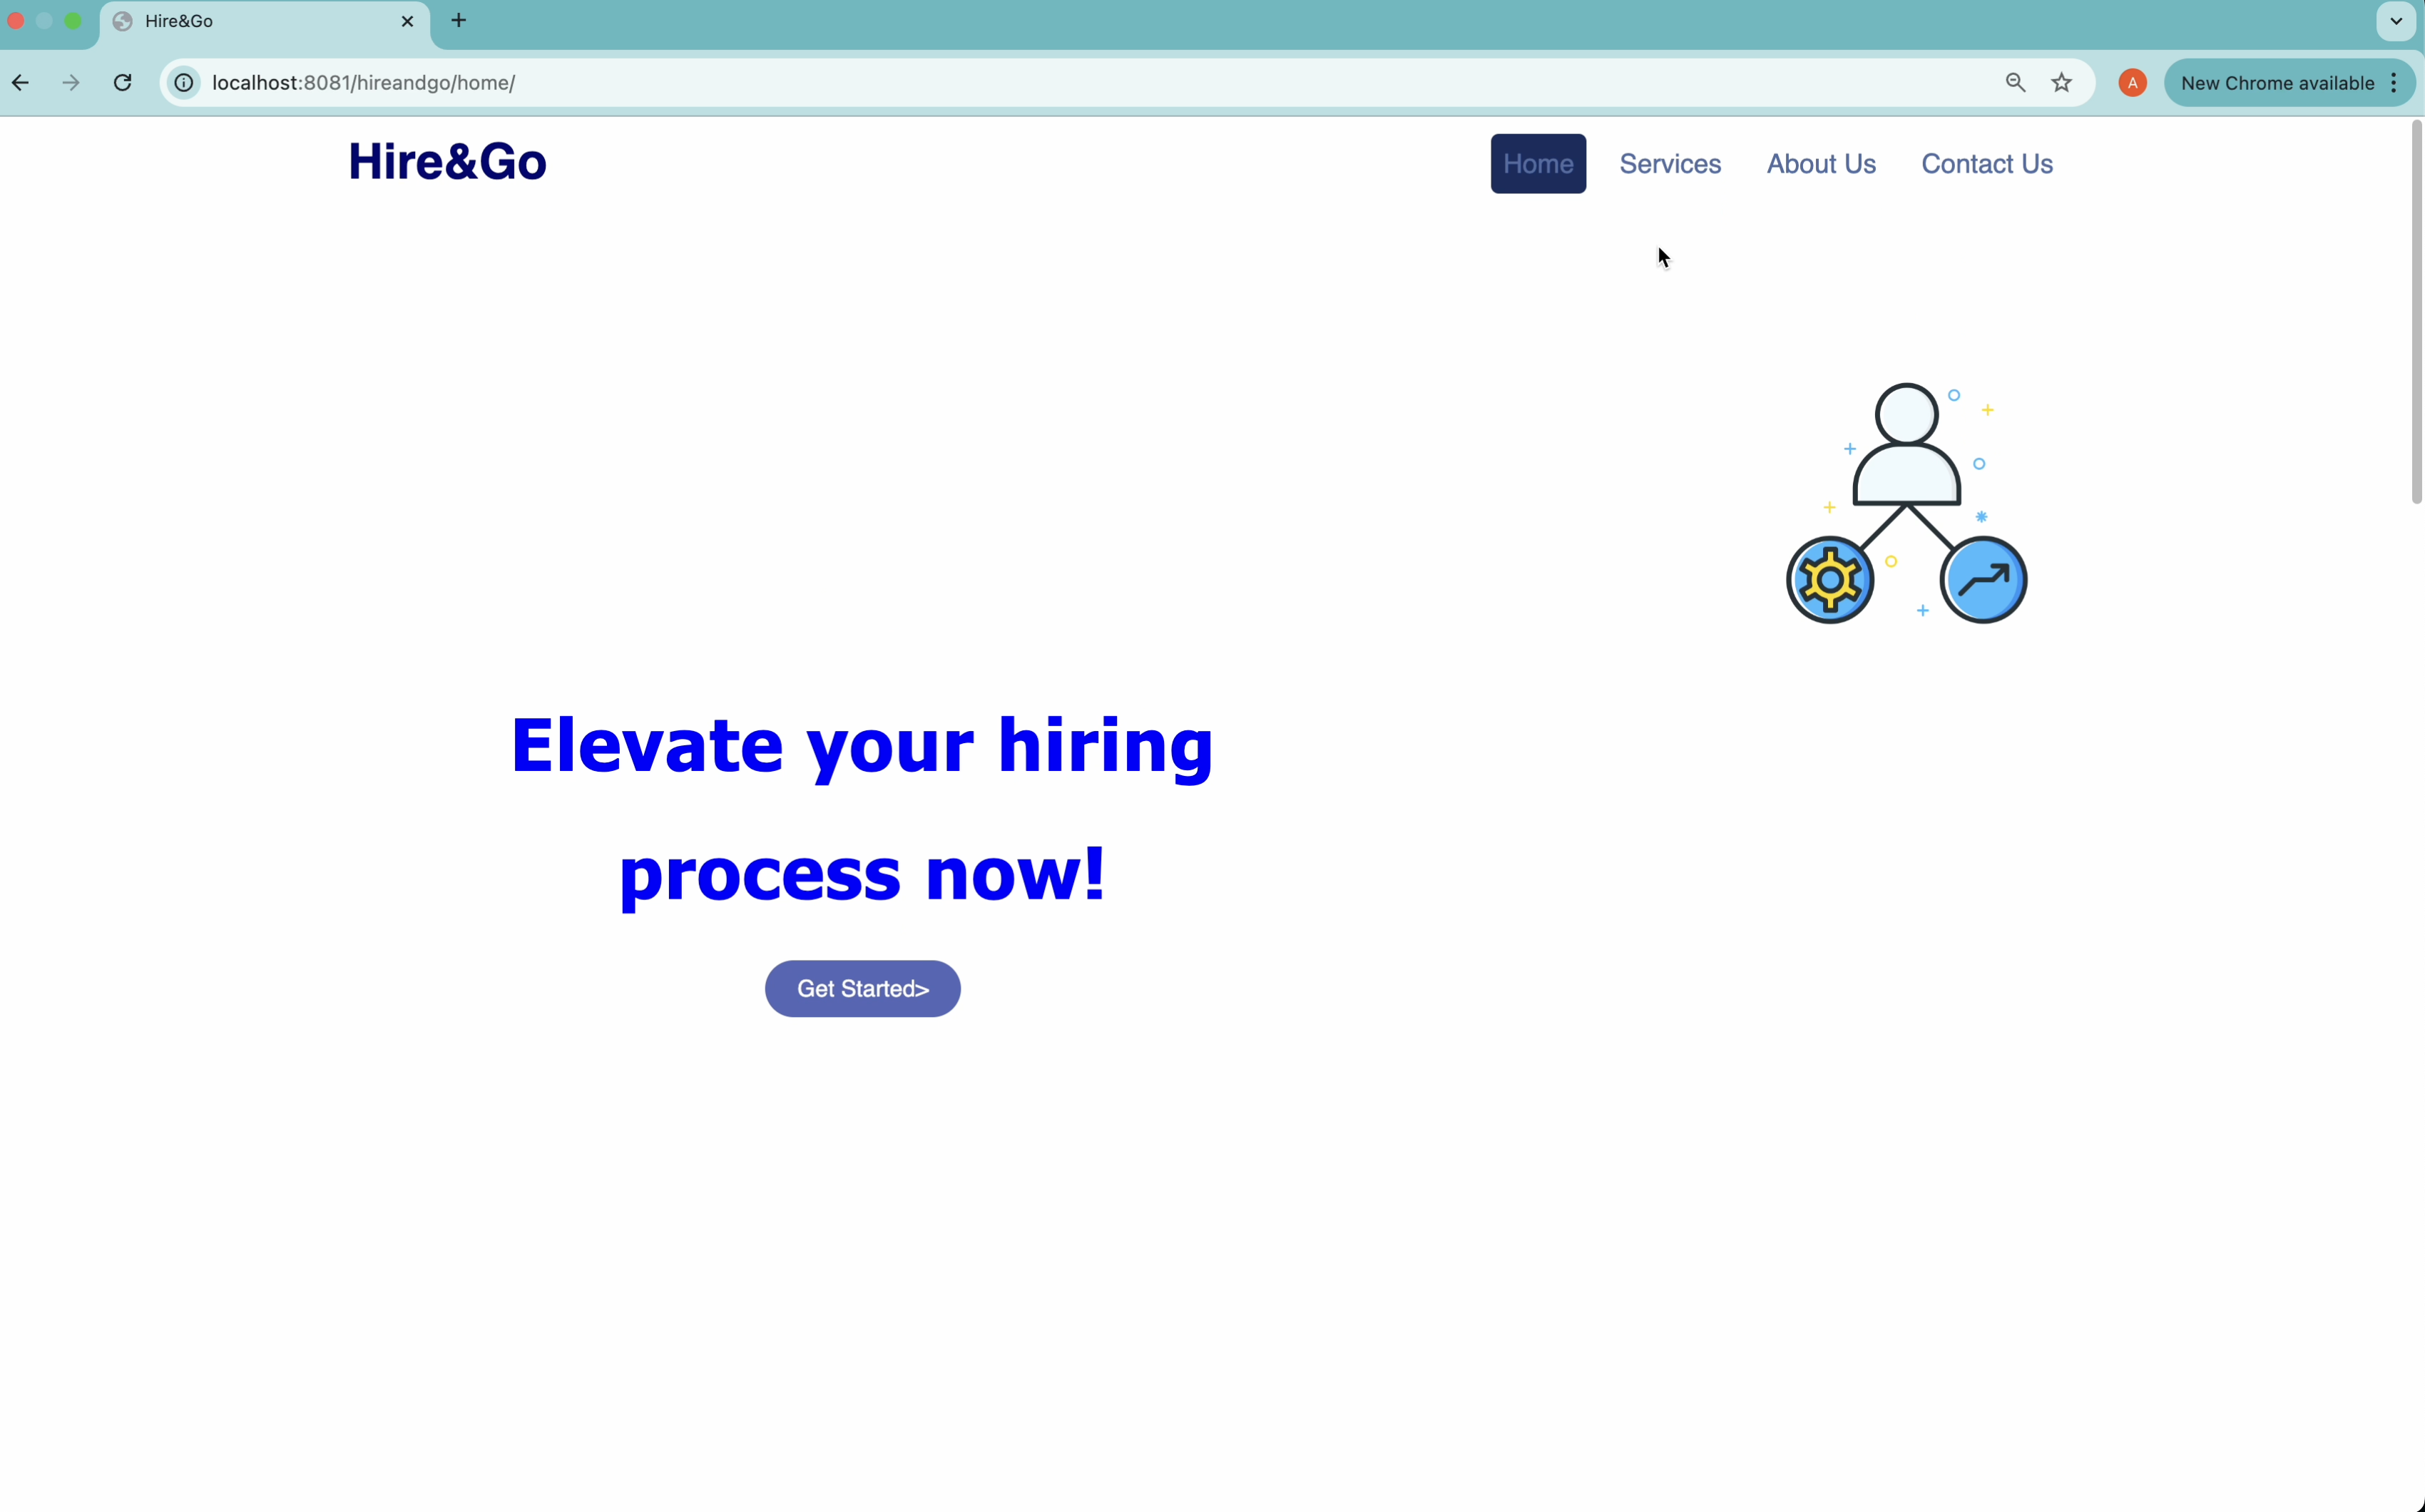 Hire&Go
localhost:8081/hireandgo/home/
A
New Chrome available
Hire&Go
Home
Services
About Us
Contact Us
Elevate your hiring
process now!
Get Started>